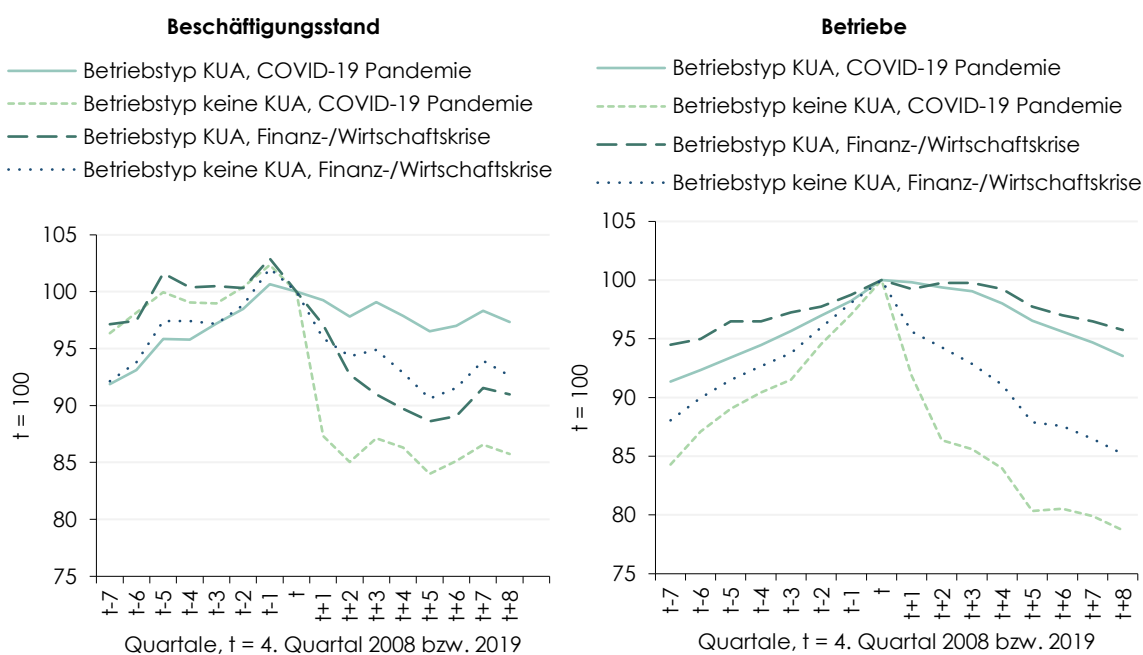 Beschäftigungsstand
Betriebstyp KUA, COVID-19 Pandemie
Betriebstyp keine KUA, COVID-19 Pandemie
Betriebstyp KUA, Finanz-/Wirtschaftskrise
Betriebstyp keine KUA, Finanz-/Wirtschaftskrise
105
100
95
90
85
80
75
t = 100
t-7
t-6
t-5
t-4
t-3
t-2
t-1
t
t+1
t+2
t+3
t+4
t+5
t+6
t+7
t+8
Quartale, t = 4. Quartal 2008 bzw. 2019
Betriebe
Betriebstyp KUA, COVID-19 Pandemie
Betriebstyp keine KUA, COVID-19 Pandemie
Betriebstyp KUA, Finanz-/Wirtschaftskrise
Betriebstyp keine KUA, Finanz-/Wirtschaftskrise
105
100
95
90
85
80
75
t = 100
t-7
t-6
t-5
t-4
t-3
t-2
t-1
t
t+1
t+2
t+3
t+4
t+5
t+6
t+7
t+8
Quartale, t = 4. Quartal 2008 bzw. 2019